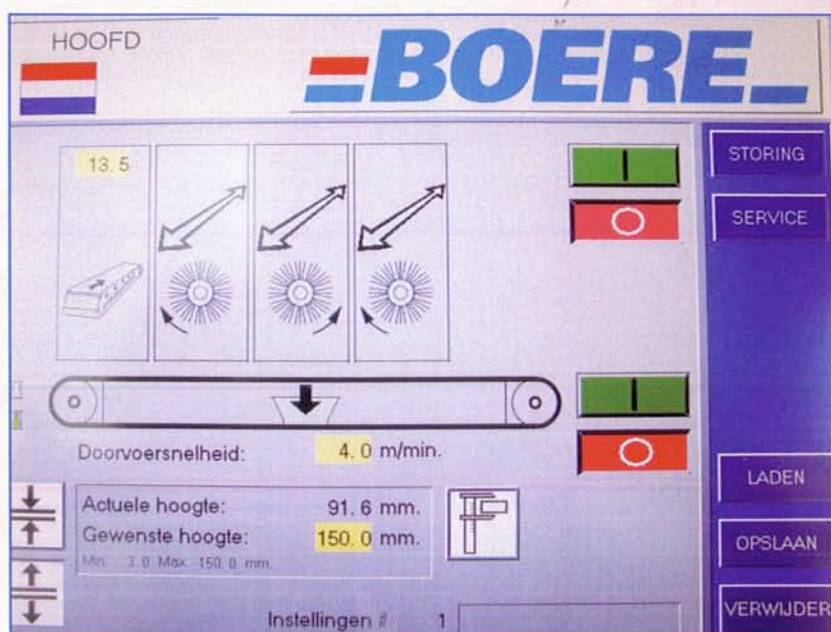 HOOFD
BOERE
STORING
13.5
SERVICE
Doorvoersnelheid: 4.0 m/min.
Actuele hoogte: 91.6 mm.
Gewenste hoogte: 150.0 mm.
Min. 3.0 Max 150.0 mm.
LADEN
OPSLAAN
Instellingen # 1
VERWIJDER